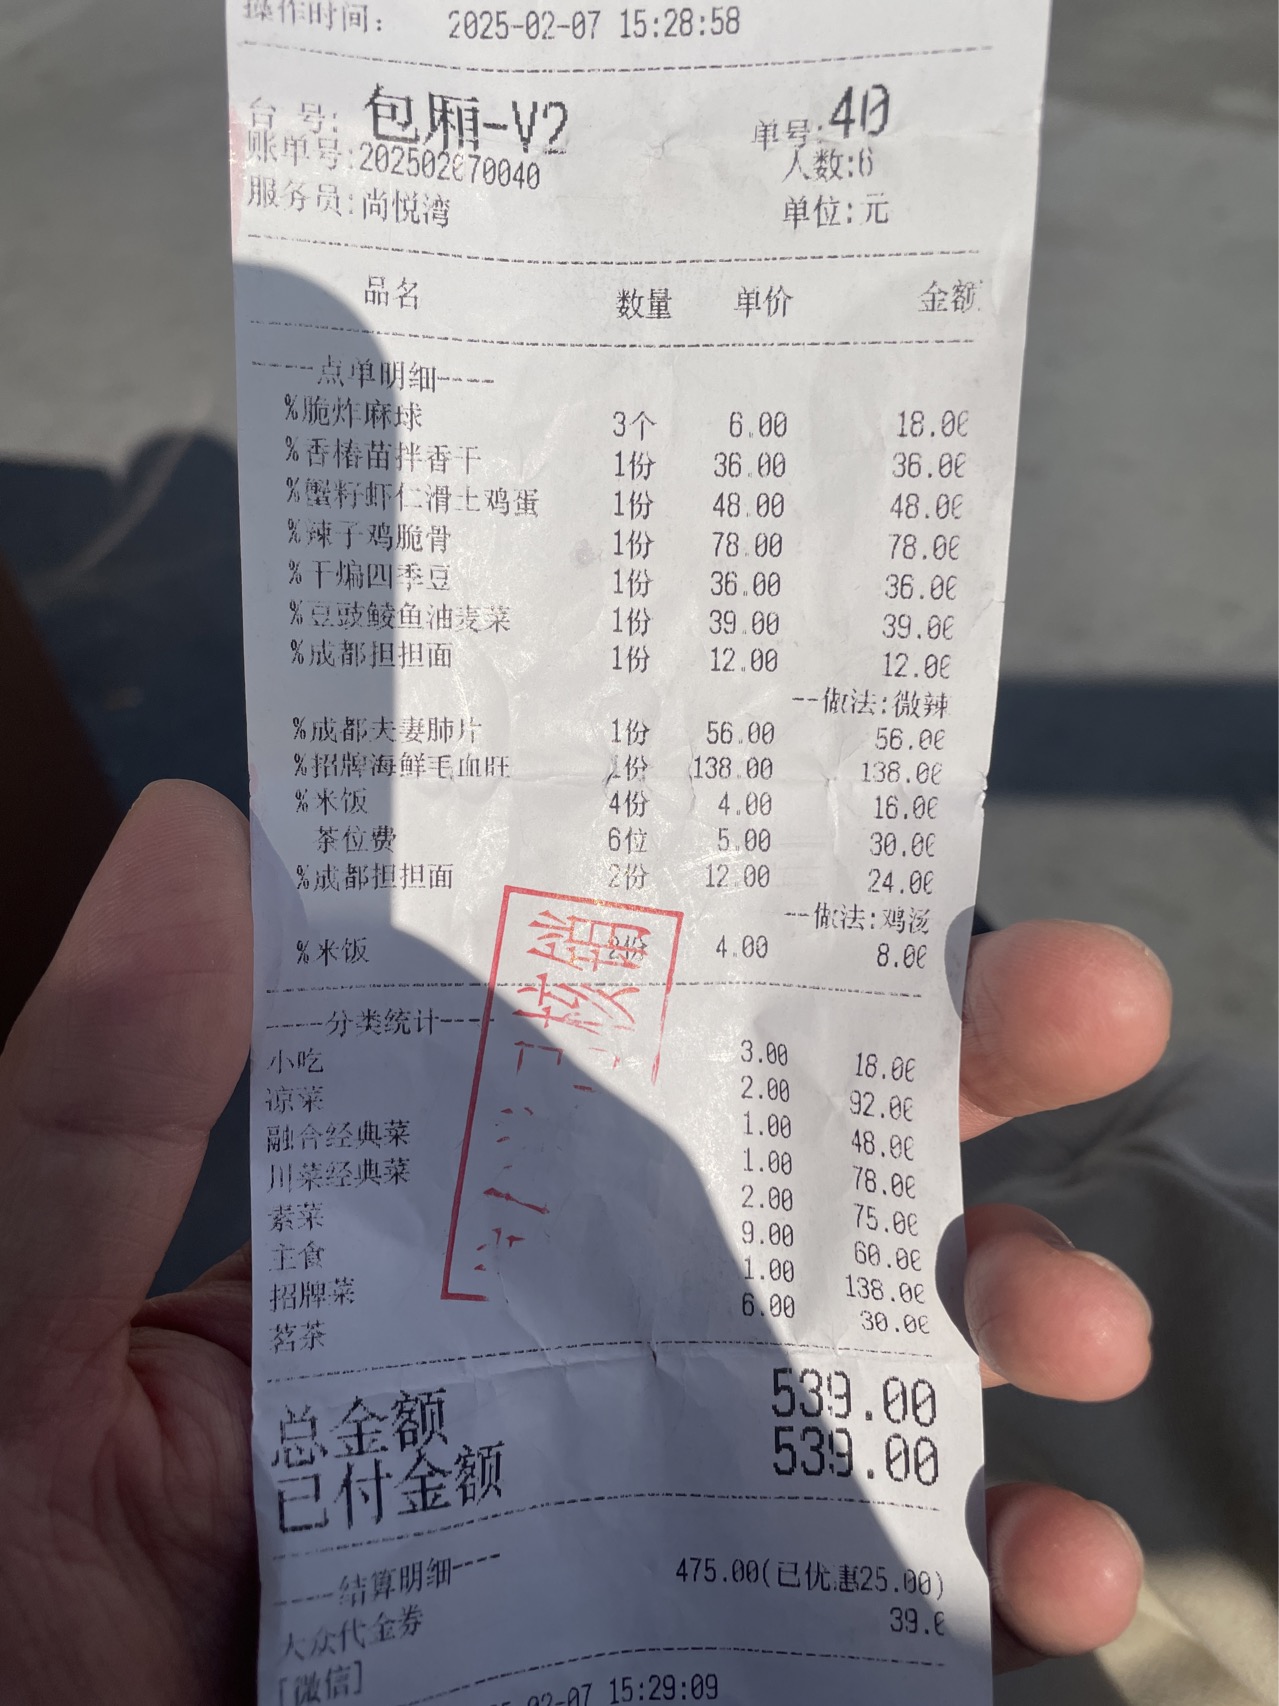 操作时间: 2025-02-07 15:28:58
台 号: 包厢-V2 单号:40
账单号:202502070040 人数:6
服务员:尚悦湾 单位:元
品名 数量 单价 金额
----点单明细----
%脆炸麻球 3个 6.00 18.00
%香椿苗拌香干 1份 36.00 36.00
%蟹籽虾仁滑土鸡蛋 1份 48.00 48.00
%辣子鸡脆骨 1份 78.00 78.00
%干煸四季豆 1份 36.00 36.00
%豆豉鲮鱼油麦菜 1份 39.00 39.00
%成都担担面 1份 12.00 12.00
--做法:微辣
%成都夫妻肺片 1份 56.00 56.00
%招牌海鲜毛血旺 1份 138.00 138.00
%米饭 4份 4.00 16.00
茶位费 6位 5.00 30.00
%成都担担面 2份 12.00 24.00
--做法:鸡汤
%米饭 2份 4.00 8.00
----分类统计----
小吃 3.00 18.00
凉菜 2.00 92.00
融合经典菜 1.00 48.00
川菜经典菜 1.00 78.00
素菜 2.00 75.00
主食 9.00 60.00
招牌菜 1.00 138.00
茗茶 6.00 30.00
总金额 539.00
已付金额 539.00
----结算明细----
大众代金券 475.00(已优惠25.00)
[微信] 39.0
02-07 15:29:09